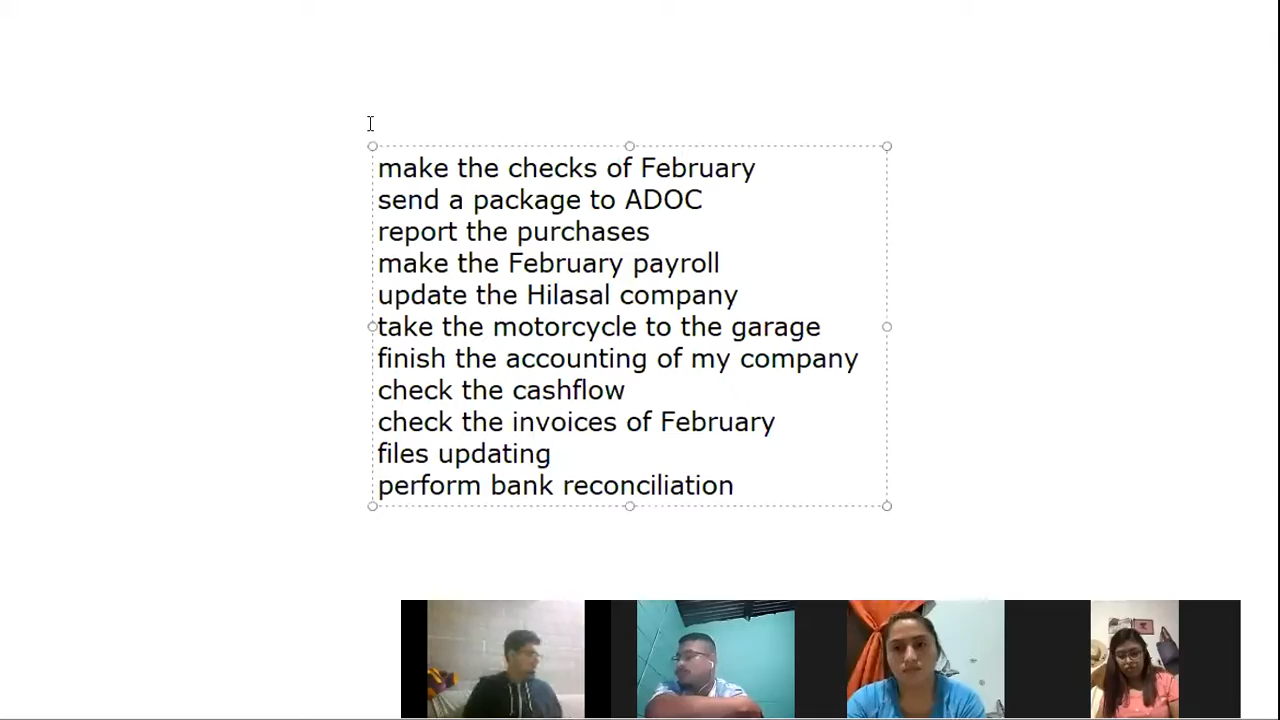 make the checks of February
send a package to ADOC
report the purchases
make the February payroll
update the Hilasal company
take the motorcycle to the garage
finish the accounting of my company
check the cashflow
check the invoices of February
files updating
perform bank reconciliation